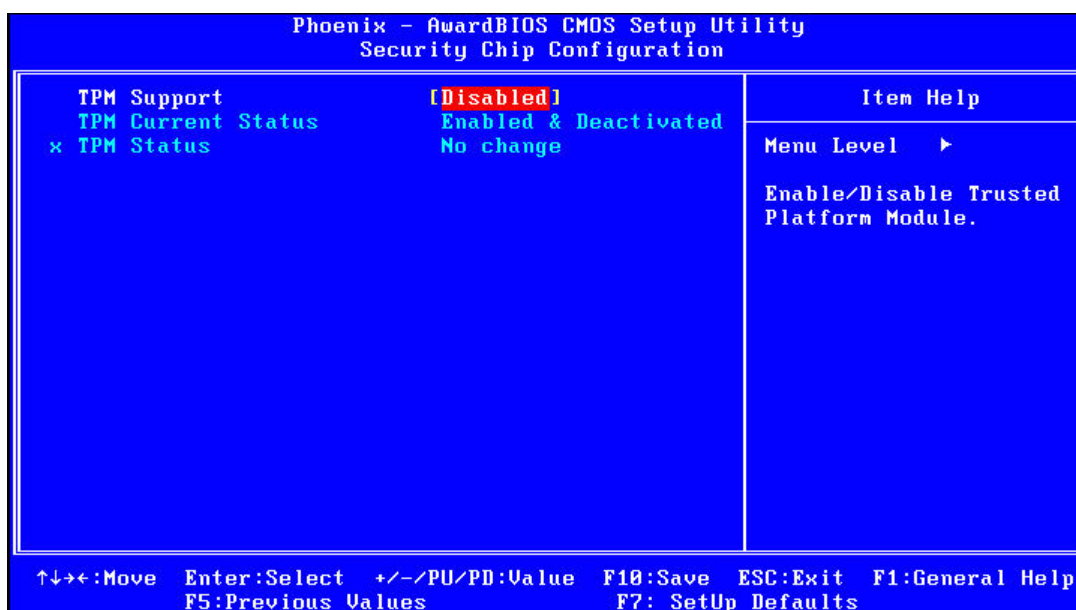 Phoenix - AwardBIOS CMOS Setup Utility
Security Chip Configuration
TPM Support [Disabled]
TPM Current Status Enabled & Deactivated
x TPM Status No change
Item Help
Menu Level ►
Enable/Disable Trusted
Platform Module.
↑↓→←:Move Enter:Select +/-/PU/PD:Value F10:Save ESC:Exit F1:General Help
F5:Previous Values F7: SetUp Defaults